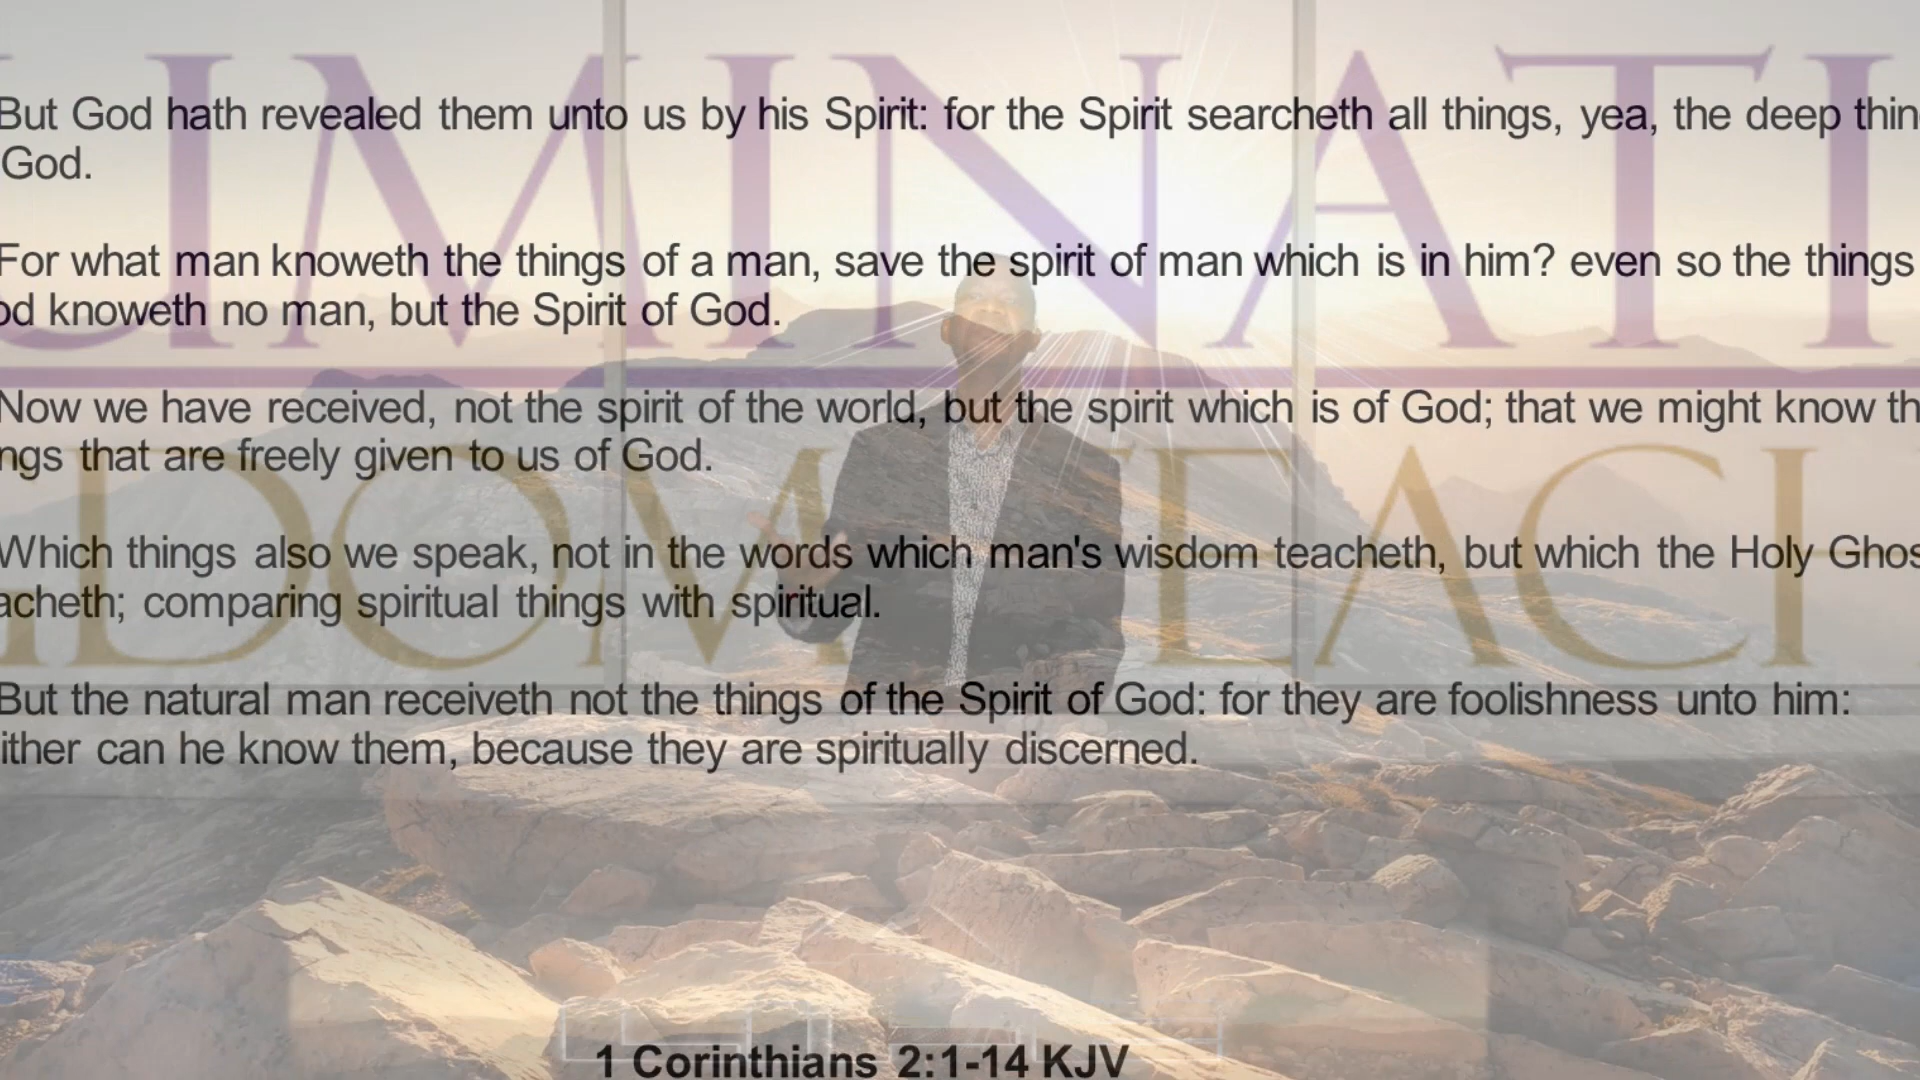 UMINATI
But God hath revealed them unto us by his Spirit: for the Spirit searcheth all things, yea, the deep thin
God.
For what man knoweth the things of a man, save the spirit of man which is in him? even so the things
od knoweth no man, but the Spirit of God.
Now we have received, not the spirit of the world, but the spirit which is of God; that we might know th
ngs that are freely given to us of God.
GDOM TEACH
Which things also we speak, not in the words which man's wisdom teacheth, but which the Holy Ghos
acheth; comparing spiritual things with spiritual.
But the natural man receiveth not the things of the Spirit of God: for they are foolishness unto him:
ither can he know them, because they are spiritually discerned.
1 Corinthians 2:1-14 KJV